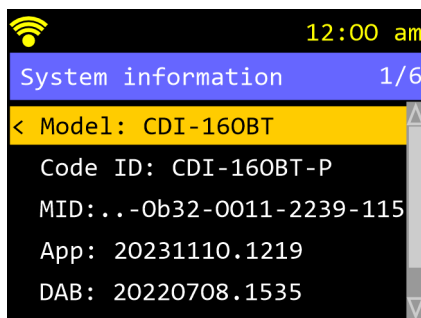 12:00 am
System information 1/6
< Model: CDI-160BT
Code ID: CDI-160BT-P
MID:..-0b32-0011-2239-115
App: 20231110.1219
DAB: 20220708.1535